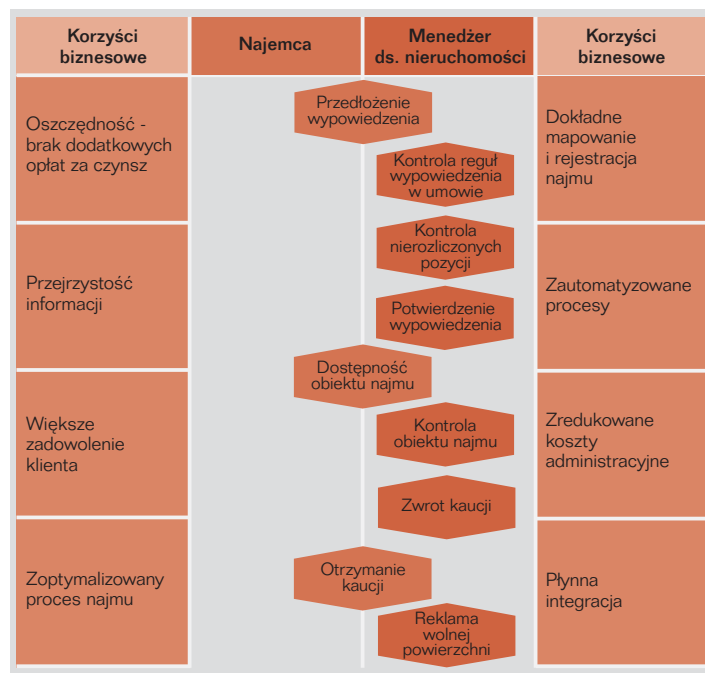 Korzyści
biznesowe
Najemca
Menedżer
ds. nieruchomości
Korzyści
biznesowe
Oszczędność -
brak dodatkowych
opłat za czynsz
Przejrzystość
informacji
Większe
zadowolenie
klienta
Zoptymalizowany
proces najmu
Przedłożenie
wypowiedzenia
Kontrola reguł
wypowiedzenia
w umowie
Kontrola
nierozliczonych
pozycji
Potwierdzenie
wypowiedzenia
Dostępność
obiektu najmu
Kontrola
obiektu najmu
Zwrot kaucji
Otrzymanie
kaucji
Reklama
wolnej
powierzchni
Dokładne
mapowanie
i rejestracja
najmu
Zautomatyzowane
procesy
Zredukowane
koszty
administracyjne
Płynna
integracja